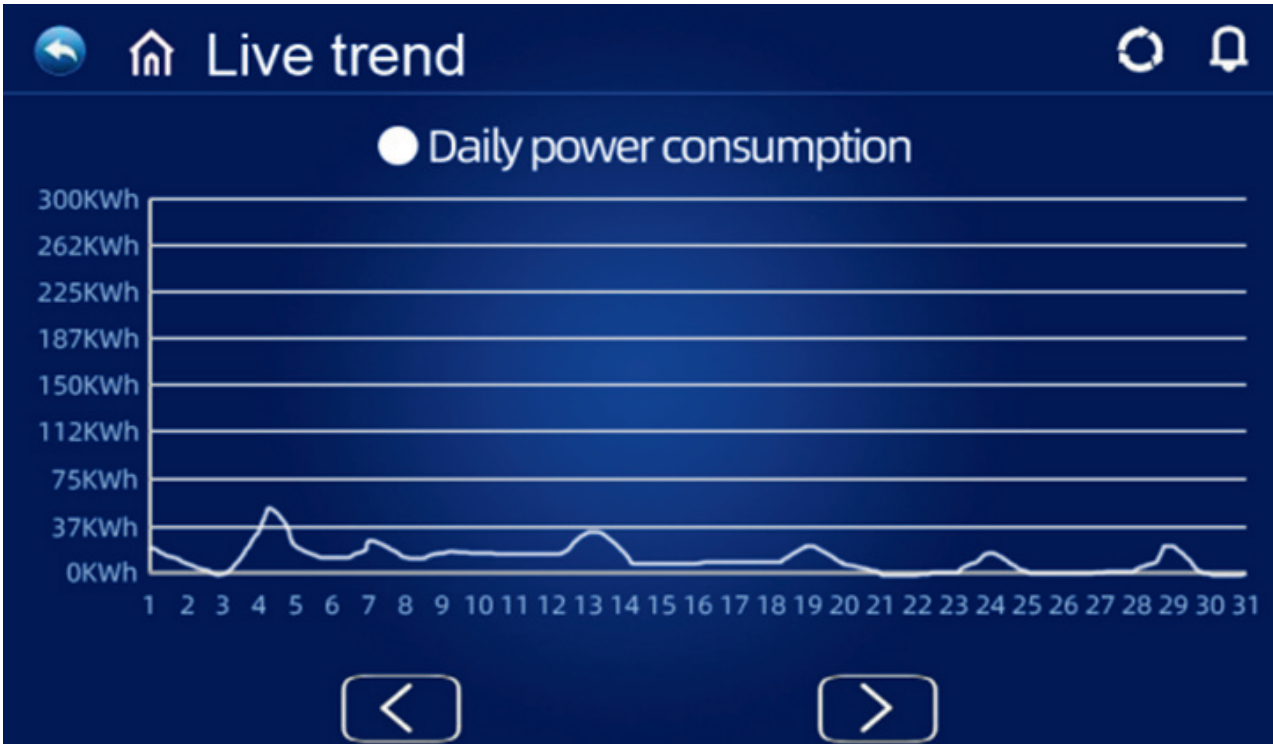 Live trend
Daily power consumption
300KWh
262KWh
225KWh
187KWh
150KWh
112KWh
75KWh
37KWh
0KWh
1 2 3 4 5 6 7 8 9 10 11 12 13 14 15 16 17 18 19 20 21 22 23 24 25 26 27 28 29 30 31